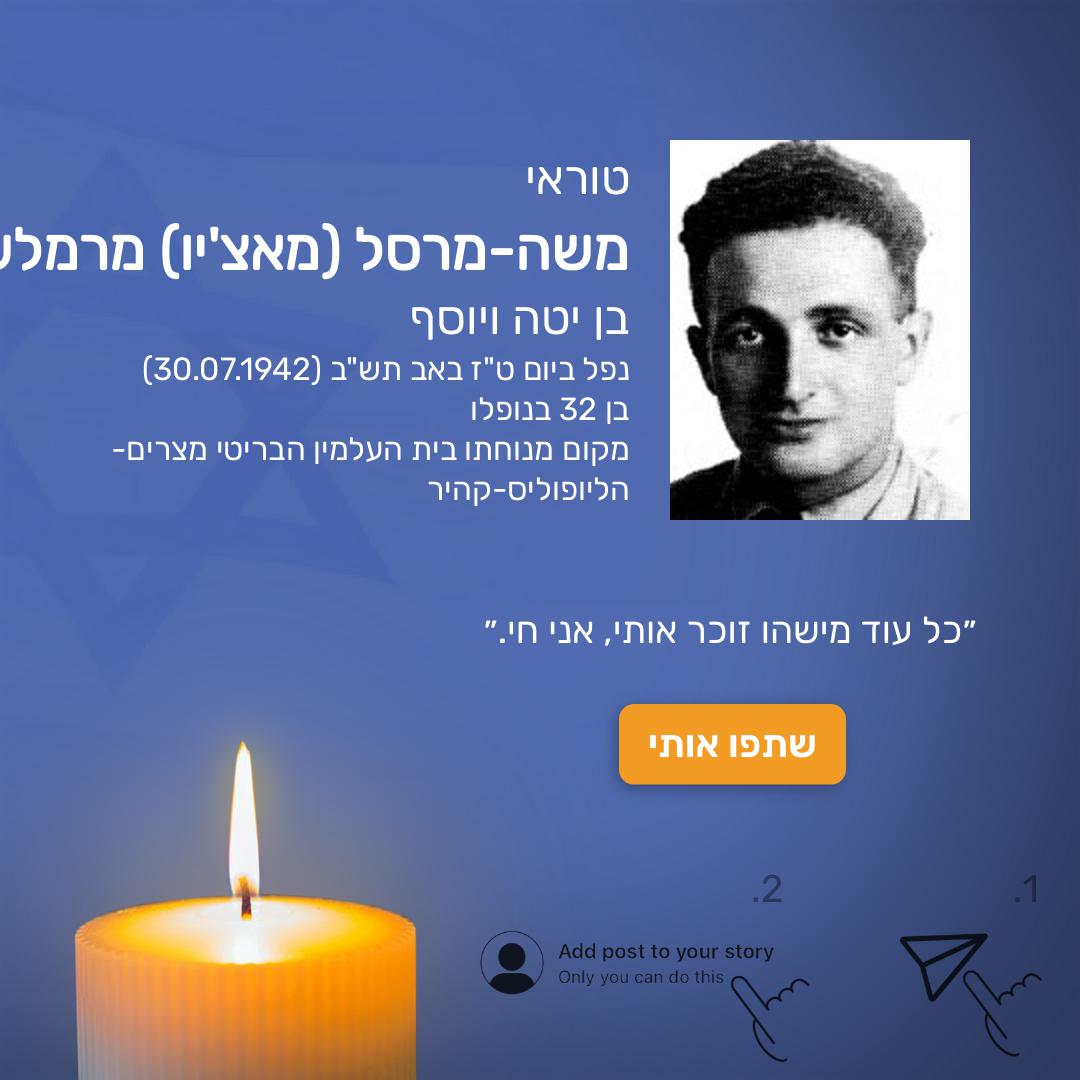 טוראי
משה-מרסל (מאצ'יו)
בן יטה ויוסף
נפל ביום ט"ז באב תש"ב (30.07.1942)
בן 32 בנופלו
מקום מנוחתו בית העלמין הבריטי מצרים-
הליופוליס-קהיר
״כל עוד מישהו זוכר אותי, אני חי.״
שתפו אותי
.1
.2
Add post to your story
Only you can do this